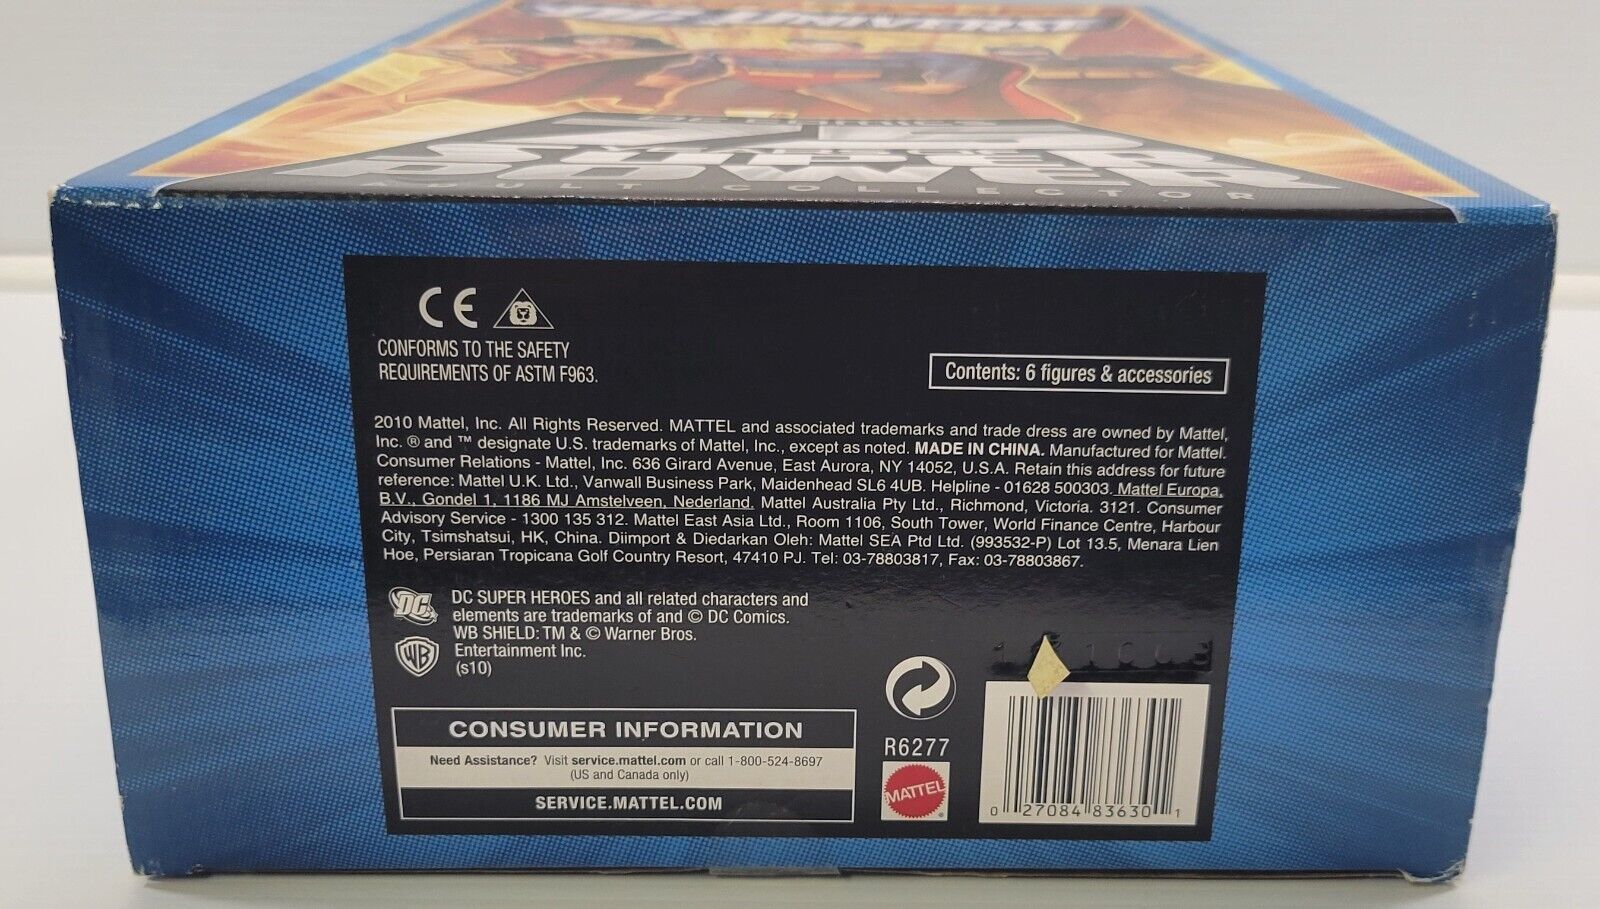 75
YEARS OF
SUPER
POWER
ADULT COLLECTOR
CE
CONFORMS TO THE SAFETY
REQUIREMENTS OF ASTM F963.
Contents: 6 figures & accessories
2010 Mattel, Inc. All Rights Reserved. MATTEL and associated trademarks and trade dress are owned by Mattel,
Inc. ® and ™ designate U.S. trademarks of Mattel, Inc., except as noted. MADE IN CHINA. Manufactured for Mattel.
Consumer Relations - Mattel, Inc. 636 Girard Avenue, East Aurora, NY 14052, U.S.A. Retain this address for future
reference: Mattel U.K. Ltd., Vanwall Business Park, Maidenhead SL6 4UB. Helpline - 01628 500303. Mattel Europa,
B.V., Gondel 1, 1186 MJ Amstelveen, Nederland. Mattel Australia Pty Ltd., Richmond, Victoria. 3121. Consumer
Advisory Service - 1300 135 312. Mattel East Asia Ltd., Room 1106, South Tower, World Finance Centre, Harbour
City, Tsimshatsui, HK, China. Diimport & Diedarkan Oleh: Mattel SEA Ptd Ltd. (993532-P) Lot 13.5, Menara Lien
Hoe, Persiaran Tropicana Golf Country Resort, 47410 PJ. Tel: 03-78803817, Fax: 03-78803867.
DC
DC SUPER HEROES and all related characters and
elements are trademarks of and © DC Comics.
WB SHIELD: TM & © Warner Bros.
Entertainment Inc.
(s10)
WB
CONSUMER INFORMATION
Need Assistance? Visit service.mattel.com or call 1-800-524-8697
(US and Canada only)
SERVICE.MATTEL.COM
R6277
MATTEL
0 27084 83630 1